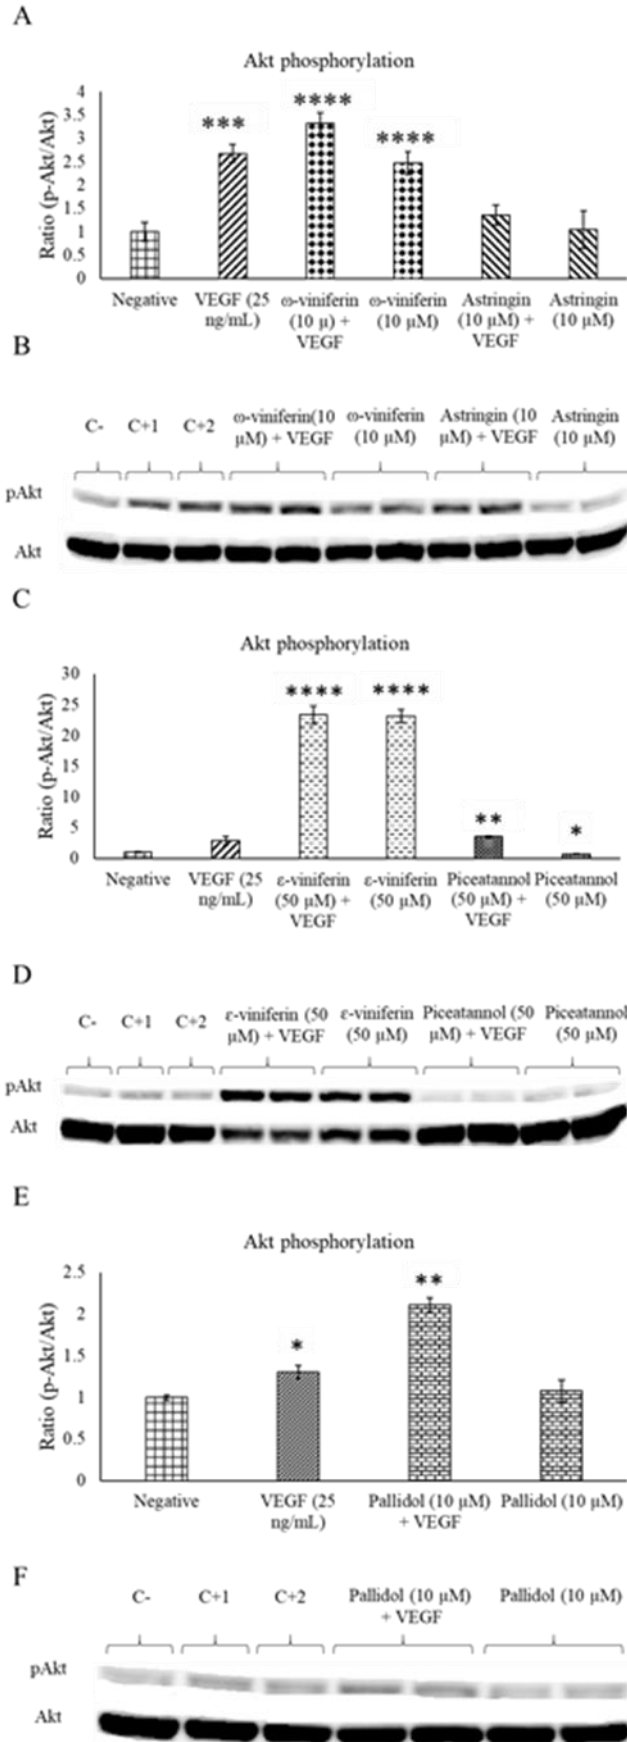 A
Akt phosphorylation
Ratio (p-Akt/Akt)
4
3.5
3
2.5
2
1.5
1
0.5
0
***
****
****
Negative
VEGF (25 ng/mL)
ω-viniferin (10 μ) + VEGF
ω-viniferin (10 μM)
Astringin (10 μM) + VEGF
Astringin (10 μM)
B
C-
C+1
C+2
ω-viniferin(10 μM) + VEGF
ω-viniferin (10 μM)
Astringin (10 μM) + VEGF
Astringin (10 μM)
pAkt
Akt
C
Akt phosphorylation
Ratio (p-Akt/Akt)
30
25
20
15
10
5
0
****
****
**
*
Negative
VEGF (25 ng/mL)
ε-viniferin (50 μM) + VEGF
ε-viniferin (50 μM)
Piceatannol (50 μM) + VEGF
Piceatannol (50 μM)
D
C-
C+1
C+2
ε-viniferin (50 μM) + VEGF
ε-viniferin (50 μM)
Piceatannol (50 μM) + VEGF
Piceatannol (50 μM)
pAkt
Akt
E
Akt phosphorylation
Ratio (p-Akt/Akt)
2.5
2
1.5
1
0.5
0
*
**
Negative
VEGF (25 ng/mL)
Pallidol (10 μM) + VEGF
Pallidol (10 μM)
F
C-
C+1
C+2
Pallidol (10 μM) + VEGF
Pallidol (10 μM)
pAkt
Akt